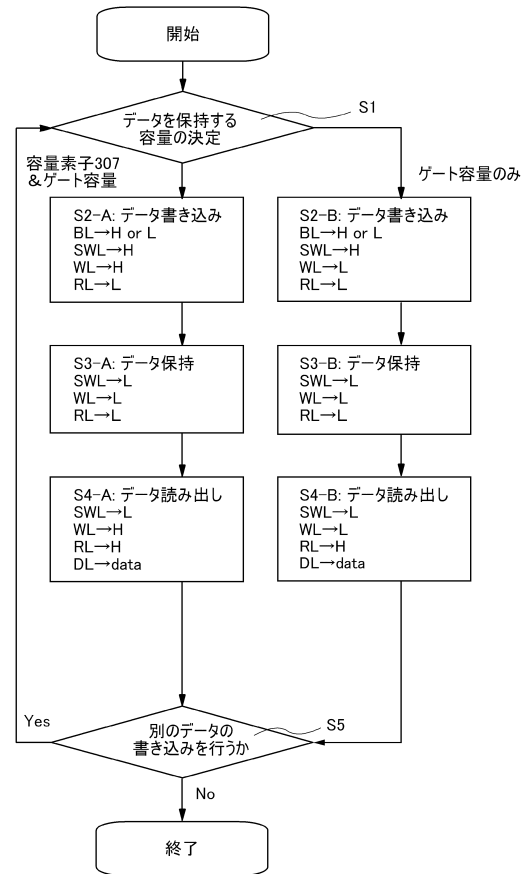 開始
データを保持する
容量の決定
S1
容量素子307
&ゲート容量
ゲート容量のみ
S2-A: データ書き込み
BL→H or L
SWL→H
WL→H
RL→L
S2-B: データ書き込み
BL→H or L
SWL→H
WL→L
RL→L
S3-A: データ保持
SWL→L
WL→L
RL→L
S3-B: データ保持
SWL→L
WL→L
RL→L
S4-A: データ読み出し
SWL→L
WL→H
RL→H
DL→data
S4-B: データ読み出し
SWL→L
WL→L
RL→H
DL→data
Yes
別のデータの
書き込みを行うか
S5
No
終了